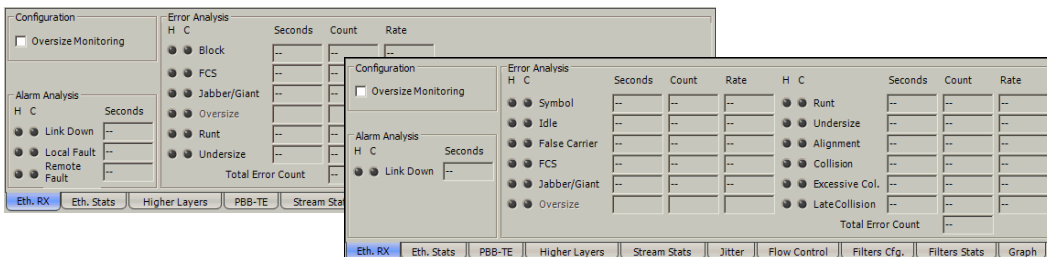 Configuration
Oversize Monitoring
Error Analysis
H C Seconds Count Rate
Block -- -- --
FCS -- --
Jabber/Giant -- --
Oversize
Runt -- --
Undersize -- --
Total Error Count --
Alarm Analysis
H C Seconds
Link Down --
Local Fault --
Remote Fault --
Eth. RX Eth. Stats Higher Layers PBB-TE Stream
Configuration
Oversize Monitoring
Alarm Analysis
H C Seconds
Link Down --
Error Analysis
H C Seconds Count Rate H C Seconds Count Rate
Symbol -- -- -- Runt -- -- --
Idle -- -- -- Undersize -- -- --
False Carrier -- -- -- Alignment -- -- --
FCS -- -- -- Collision -- -- --
Jabber/Giant -- -- -- Excessive Col. -- -- --
Oversize LateCollision -- -- --
Total Error Count --
Eth. RX Eth. Stats PBB-TE Higher Layers Stream Stats Jitter Flow Control Filters Cfg. Filters Stats Graph